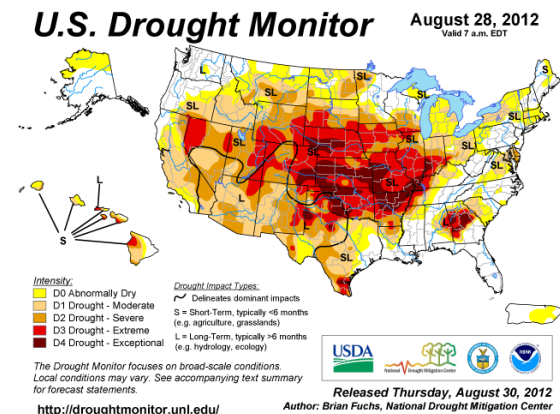 U.S. Drought Monitor
August 28, 2012
Valid 7 a.m. EDT
L
SL
SL
S
SL
SL
SL
SL
SL
SL
SL
SL
L
L
SL
L
S
Intensity:
D0 Abnormally Dry
D1 Drought - Moderate
D2 Drought - Severe
D3 Drought - Extreme
D4 Drought - Exceptional
Drought Impact Types:
Delineates dominant impacts
S = Short-Term, typically <6 months
(e.g. agriculture, grasslands)
L = Long-Term, typically >6 months
(e.g. hydrology, ecology)
The Drought Monitor focuses on broad-scale conditions.
Local conditions may vary. See accompanying text summary
for forecast statements.
http://droughtmonitor.unl.edu/
USDA
National Drought Mitigation Center
Released Thursday, August 30, 2012
Author: Brian Fuchs, National Drought Mitigation Center